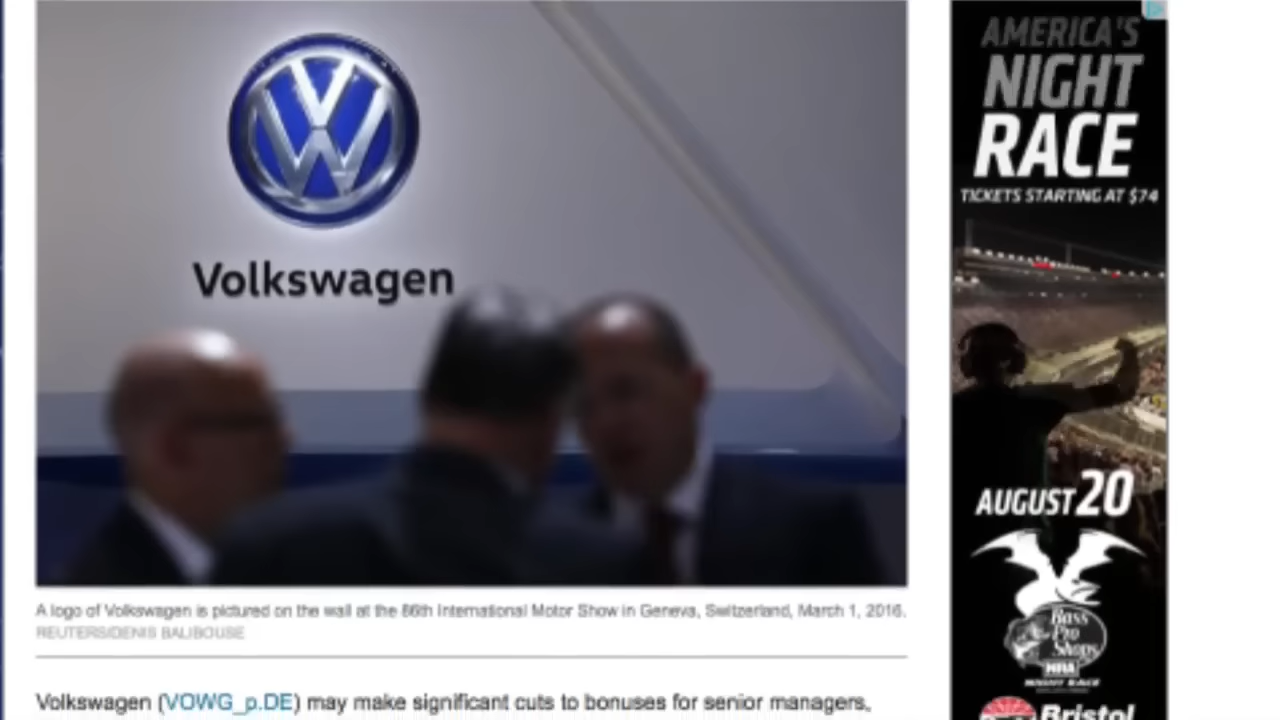 Volkswagen
A logo of Volkswagen is pictured on the wall at the 86th International Motor Show in Geneva, Switzerland, March 1, 2016.
REUTERS/DENIS BALIBOUSE
Volkswagen (VOWG_p.DE) may make significant cuts to bonuses for senior managers,
AMERICA'S
NIGHT
RACE
TICKETS STARTING AT $74
AUGUST 20
Bass
Pro
Shops
NRA
NIGHT RACE
Bristol